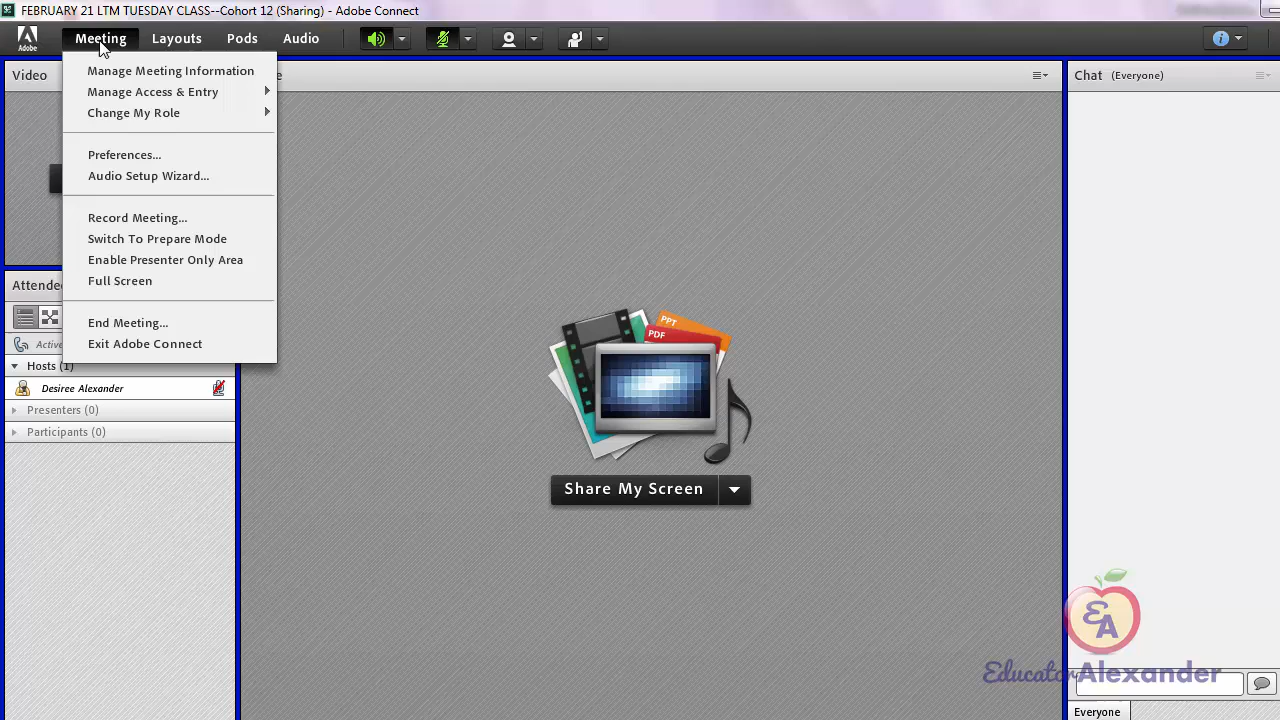 FEBRUARY 21 LTM TUESDAY CLASS--Cohort 12 (Sharing) - Adobe Connect
Adobe
Meeting
Layouts
Pods
Audio
Video
Chat (Everyone)
Manage Meeting Information
Manage Access & Entry
Change My Role
Preferences...
Audio Setup Wizard...
Record Meeting...
Switch To Prepare Mode
Enable Presenter Only Area
Full Screen
End Meeting...
Exit Adobe Connect
Attende
Active
Hosts (1)
Desiree Alexander
Presenters (0)
Participants (0)
PPT
PDF
Share My Screen
EA
EducatorAlexander
Everyone